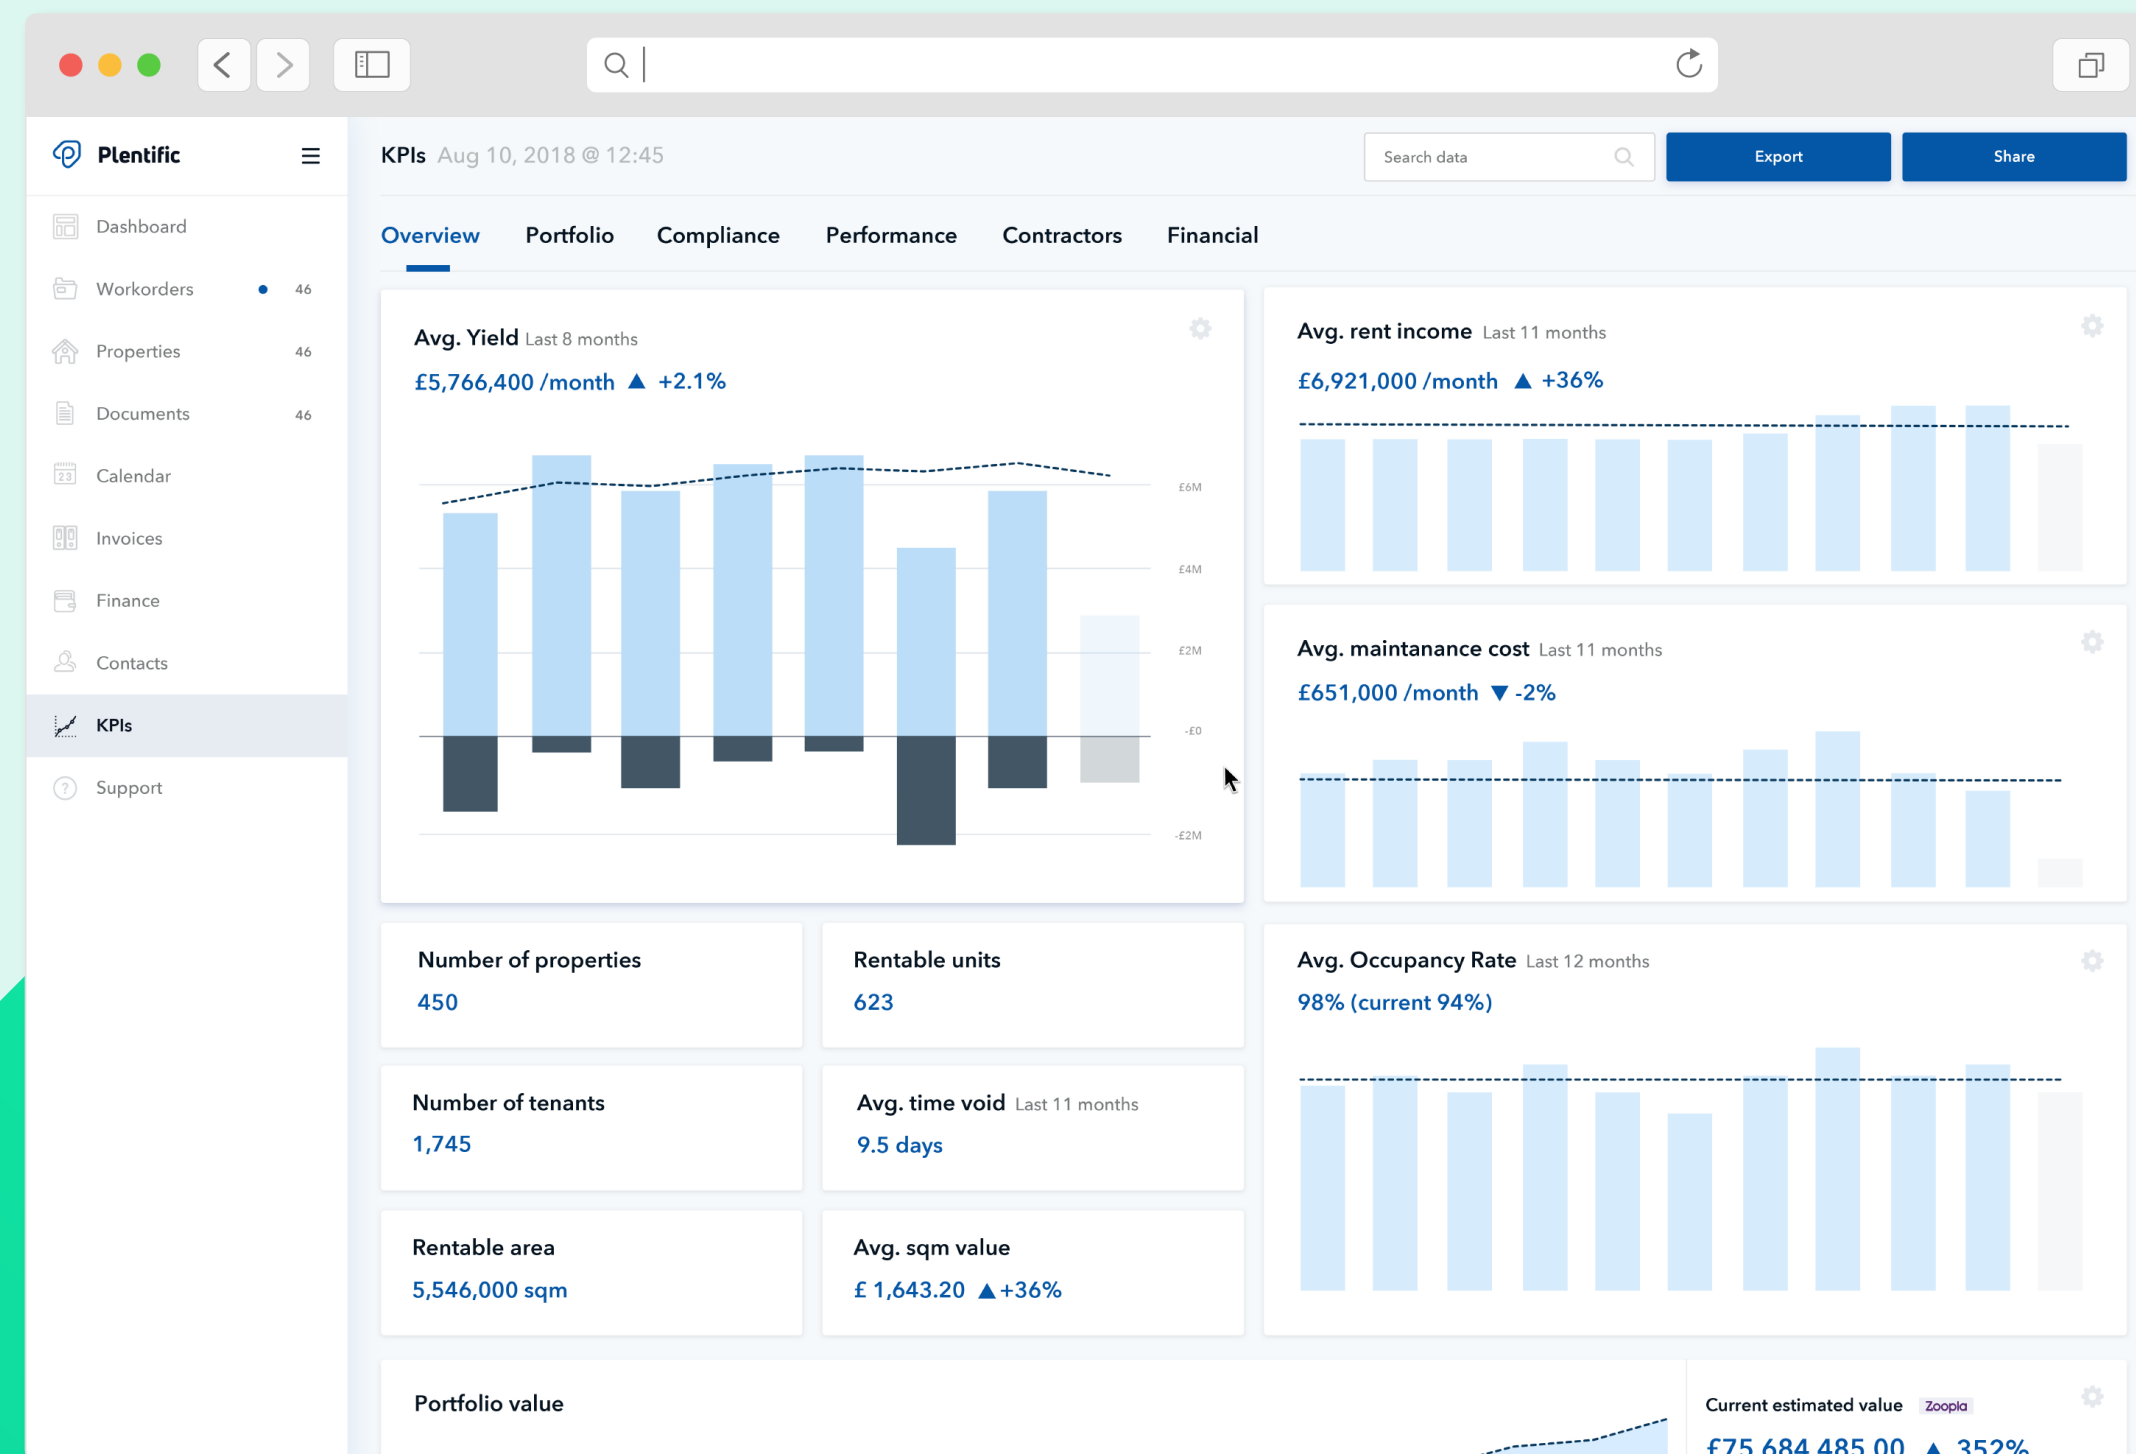 Plentific
Dashboard
Workorders 46
Properties 46
Documents 46
23
Calendar
Invoices
Finance
Contacts
KPIs
? Support
KPIs Aug 10, 2018 @ 12:45
Search data
Export
Share
Overview Portfolio Compliance Performance Contractors Financial
Avg. Yield Last 8 months
£5,766,400 /month ▲ +2.1%
£6M
£4M
£2M
-£0
-£2M
Avg. rent income Last 11 months
£6,921,000 /month ▲ +36%
Avg. maintanance cost Last 11 months
£651,000 /month ▼ -2%
Number of properties
450
Rentable units
623
Avg. Occupancy Rate Last 12 months
98% (current 94%)
Number of tenants
1,745
Avg. time void Last 11 months
9.5 days
Rentable area
5,546,000 sqm
Avg. sqm value
£ 1,643.20 ▲+36%
Portfolio value
Current estimated value Zoopla
£75,684,485.00 ▲ 352%